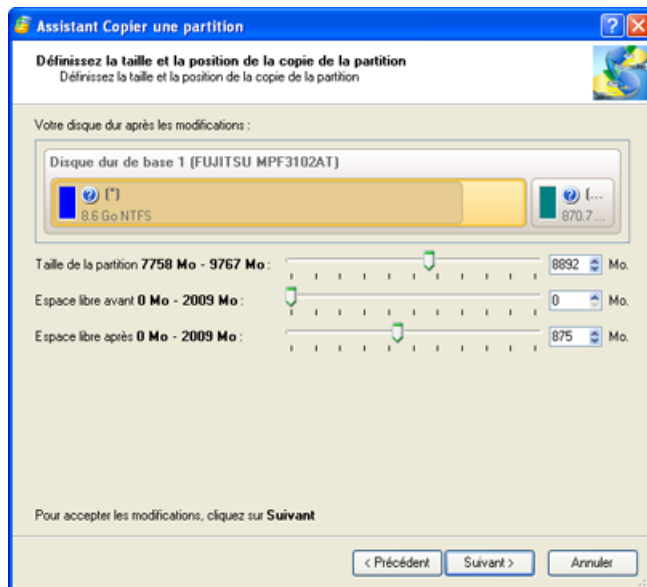 Assistant Copier une partition
Définissez la taille et la position de la copie de la partition
Définissez la taille et la position de la copie de la partition
Votre disque dur après les modifications :
Disque dur de base 1 (FUJITSU MPF3102AT)
(*)
8.6 Go NTFS
(...
870.7 ...
Taille de la partition 7758 Mo - 9767 Mo : 8892 Mo.
Espace libre avant 0 Mo - 2009 Mo : 0 Mo.
Espace libre après 0 Mo - 2009 Mo : 875 Mo.
Pour accepter les modifications, cliquez sur Suivant
< Précédent Suivant > Annuler